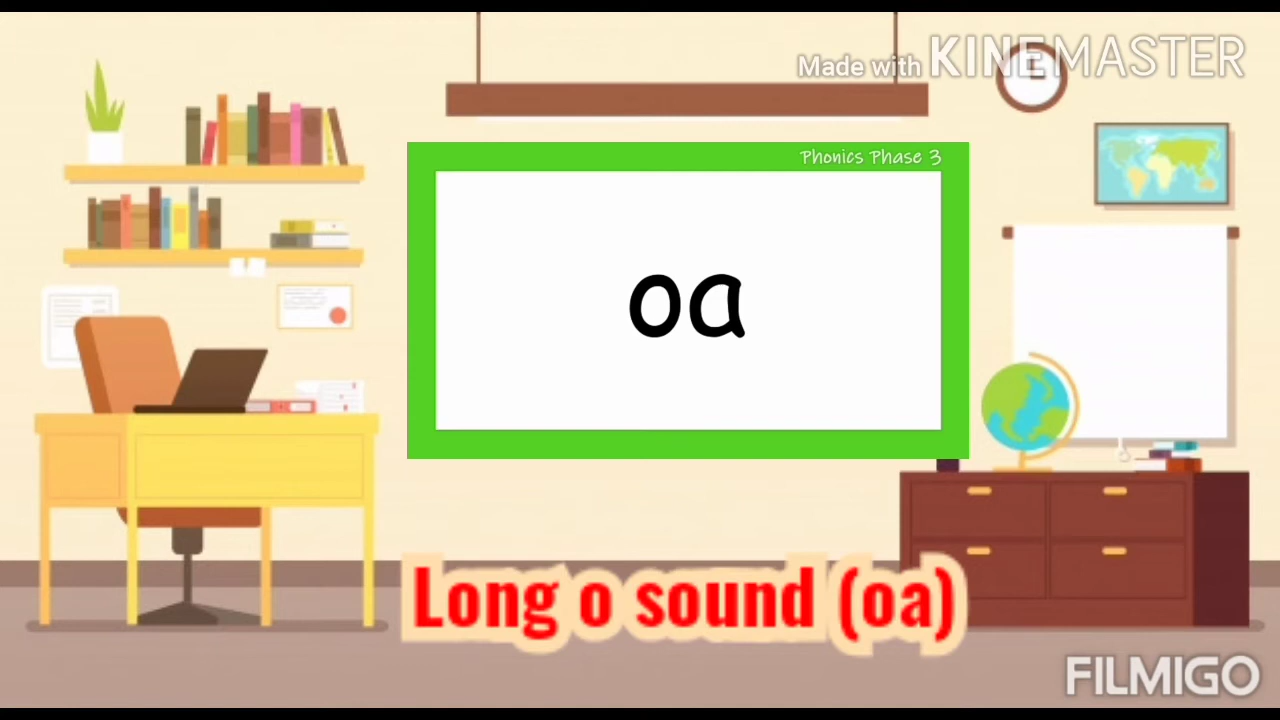 Made with KINEMASTER
Phonics Phase 3
oa
Long o sound (oa)
FILMIGO